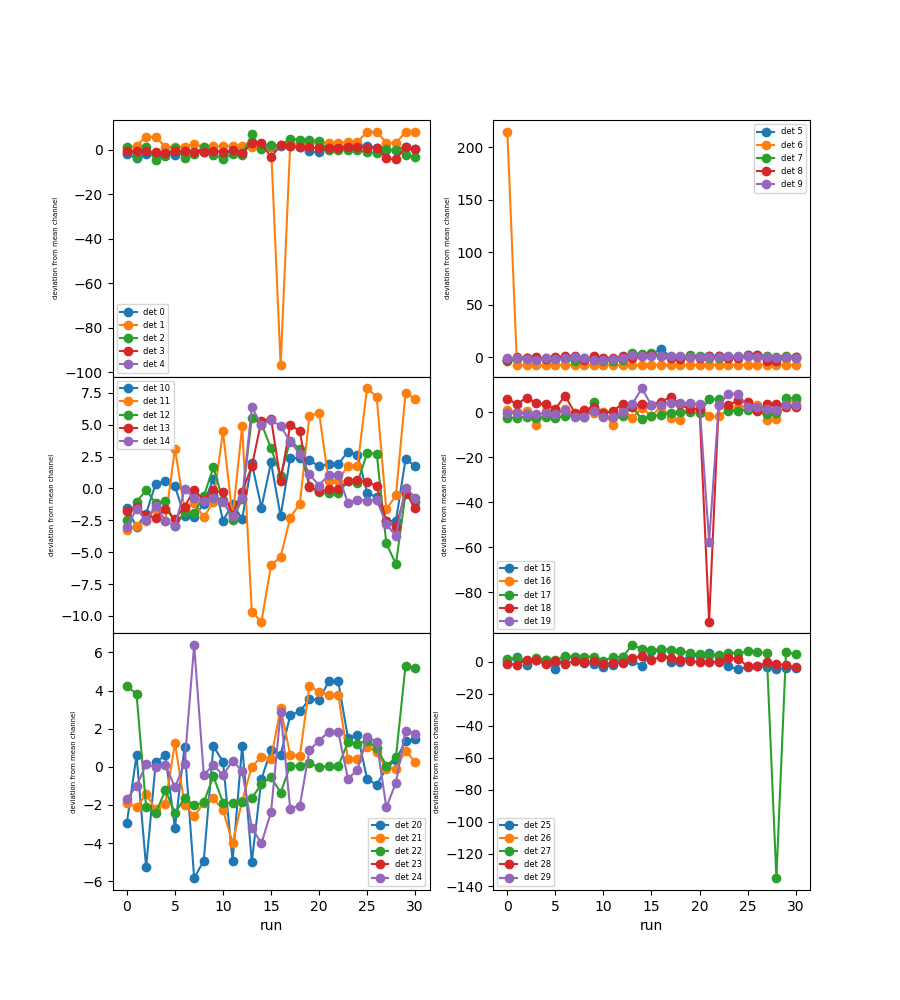 0
−20
−40
−60
−80
−100
deviation from mean channel
det 0
det 1
det 2
det 3
det 4
200
150
100
50
0
deviation from mean channel
det 5
det 6
det 7
det 8
det 9
7.5
5.0
2.5
0.0
−2.5
−5.0
−7.5
−10.0
deviation from mean channel
det 10
det 11
det 12
det 13
det 14
0
−20
−40
−60
−80
deviation from mean channel
det 15
det 16
det 17
det 18
det 19
6
4
2
0
−2
−4
−6
deviation from mean channel
det 20
det 21
det 22
det 23
det 24
0 5 10 15 20 25 30
run
0
−20
−40
−60
−80
−100
−120
−140
deviation from mean channel
det 25
det 26
det 27
det 28
det 29
0 5 10 15 20 25 30
run